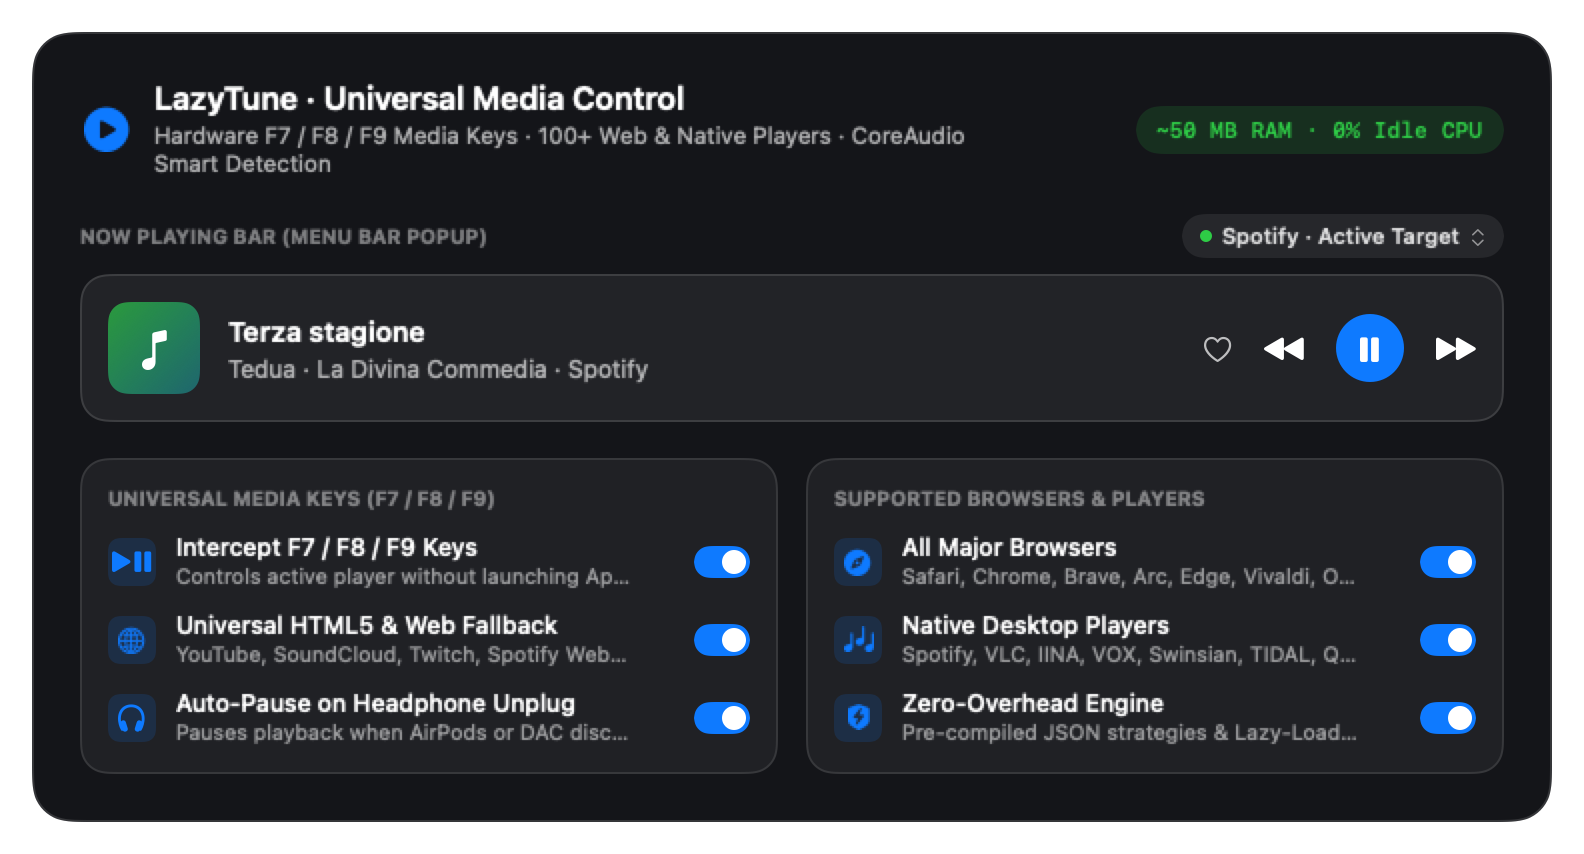 LazyTune · Universal Media Control
Hardware F7 / F8 / F9 Media Keys · 100+ Web & Native Players · CoreAudio
Smart Detection
~50 MB RAM · 0% Idle CPU
NOW PLAYING BAR (MENU BAR POPUP)
Spotify · Active Target
Terza stagione
Tedua · La Divina Commedia · Spotify
UNIVERSAL MEDIA KEYS (F7 / F8 / F9)
Intercept F7 / F8 / F9 Keys
Controls active player without launching Ap...
Universal HTML5 & Web Fallback
YouTube, SoundCloud, Twitch, Spotify Web...
Auto-Pause on Headphone Unplug
Pauses playback when AirPods or DAC disc...
SUPPORTED BROWSERS & PLAYERS
All Major Browsers
Safari, Chrome, Brave, Arc, Edge, Vivaldi, O...
Native Desktop Players
Spotify, VLC, IINA, VOX, Swinsian, TIDAL, Q...
Zero-Overhead Engine
Pre-compiled JSON strategies & Lazy-Load...